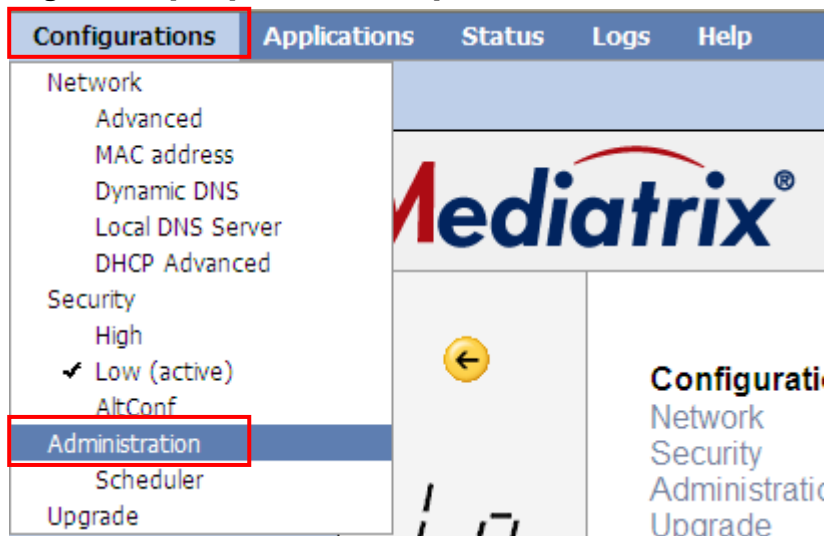 Configurations Applications Status Logs Help
Network
Advanced
MAC address
Dynamic DNS
Local DNS Server
DHCP Advanced
Security
High
✔ Low (active)
AltConf
Administration
Scheduler
Upgrade
Mediatrix®
Configurati
Network
Security
Administratio
Upgrade